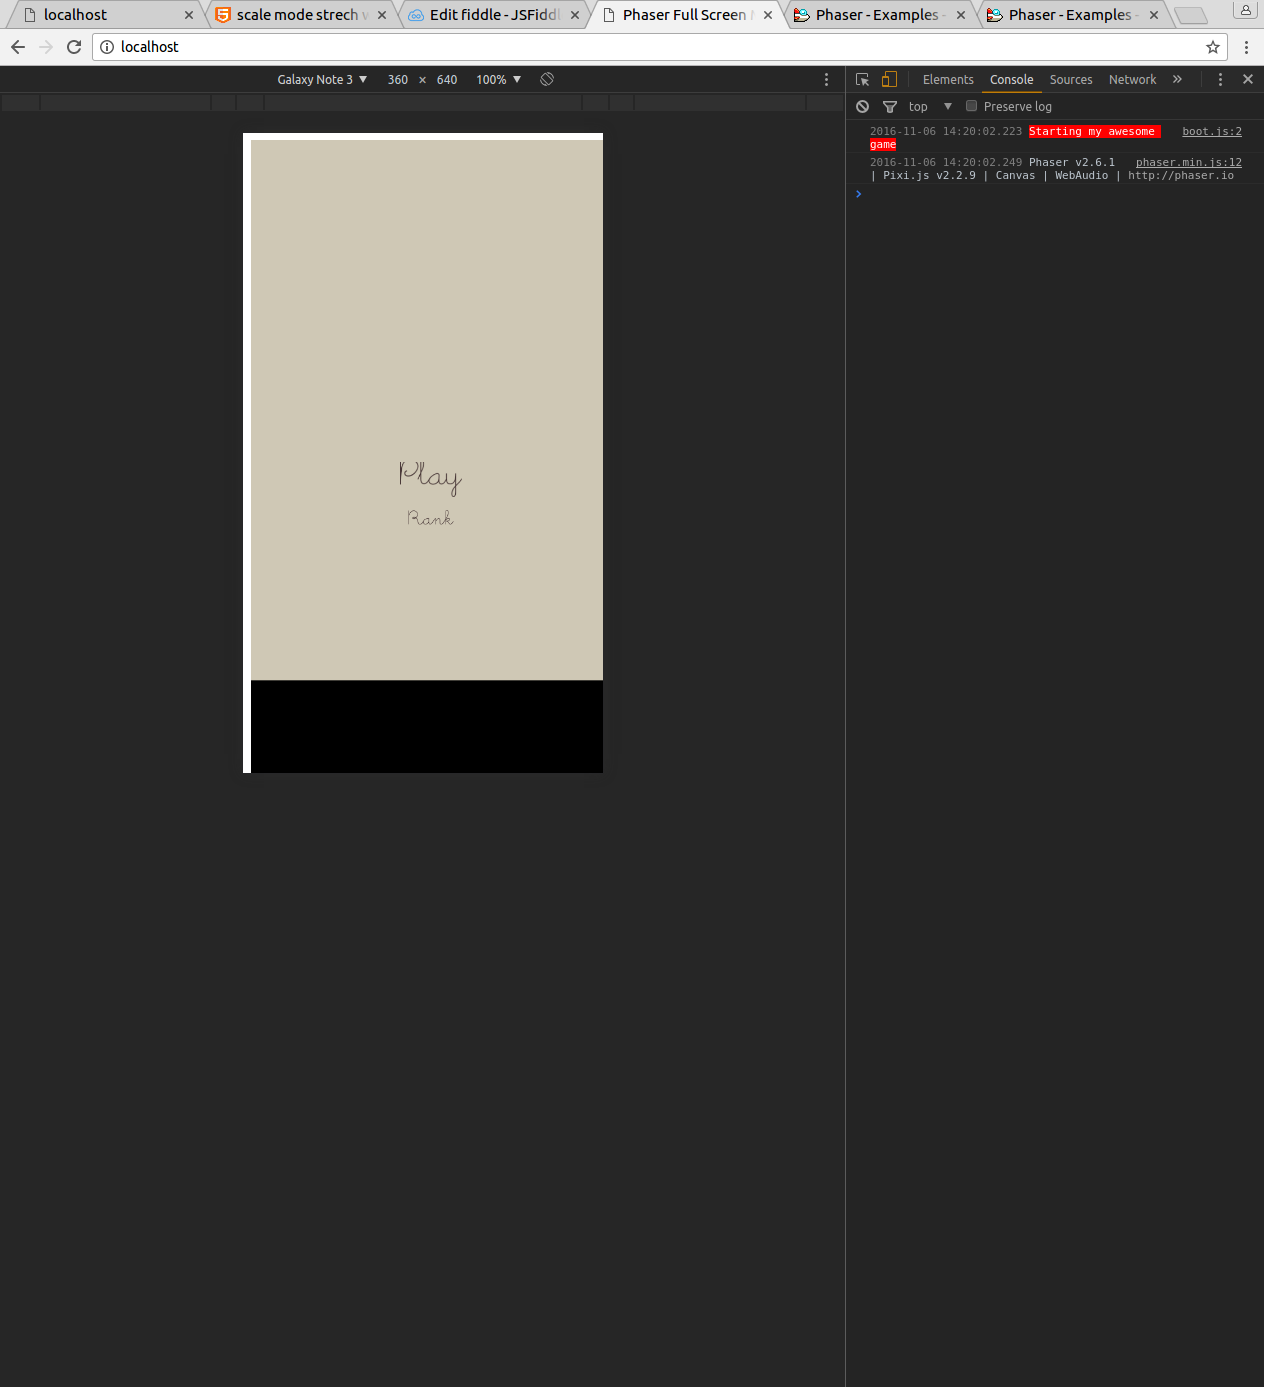 localhost
scale mode strech w
Edit fiddle - JSFiddl
Phaser Full Screen
Phaser - Examples -
Phaser - Examples -
localhost
Galaxy Note 3 ▼ 360 × 640 100% ▼
Elements Console Sources Network »
top ▼ Preserve log
2016-11-06 14:20:02.223 Starting my awesome game boot.js:2
2016-11-06 14:20:02.249 Phaser v2.6.1 phaser.min.js:12
| Pixi.js v2.2.9 | Canvas | WebAudio | http://phaser.io
>
Play
Rank